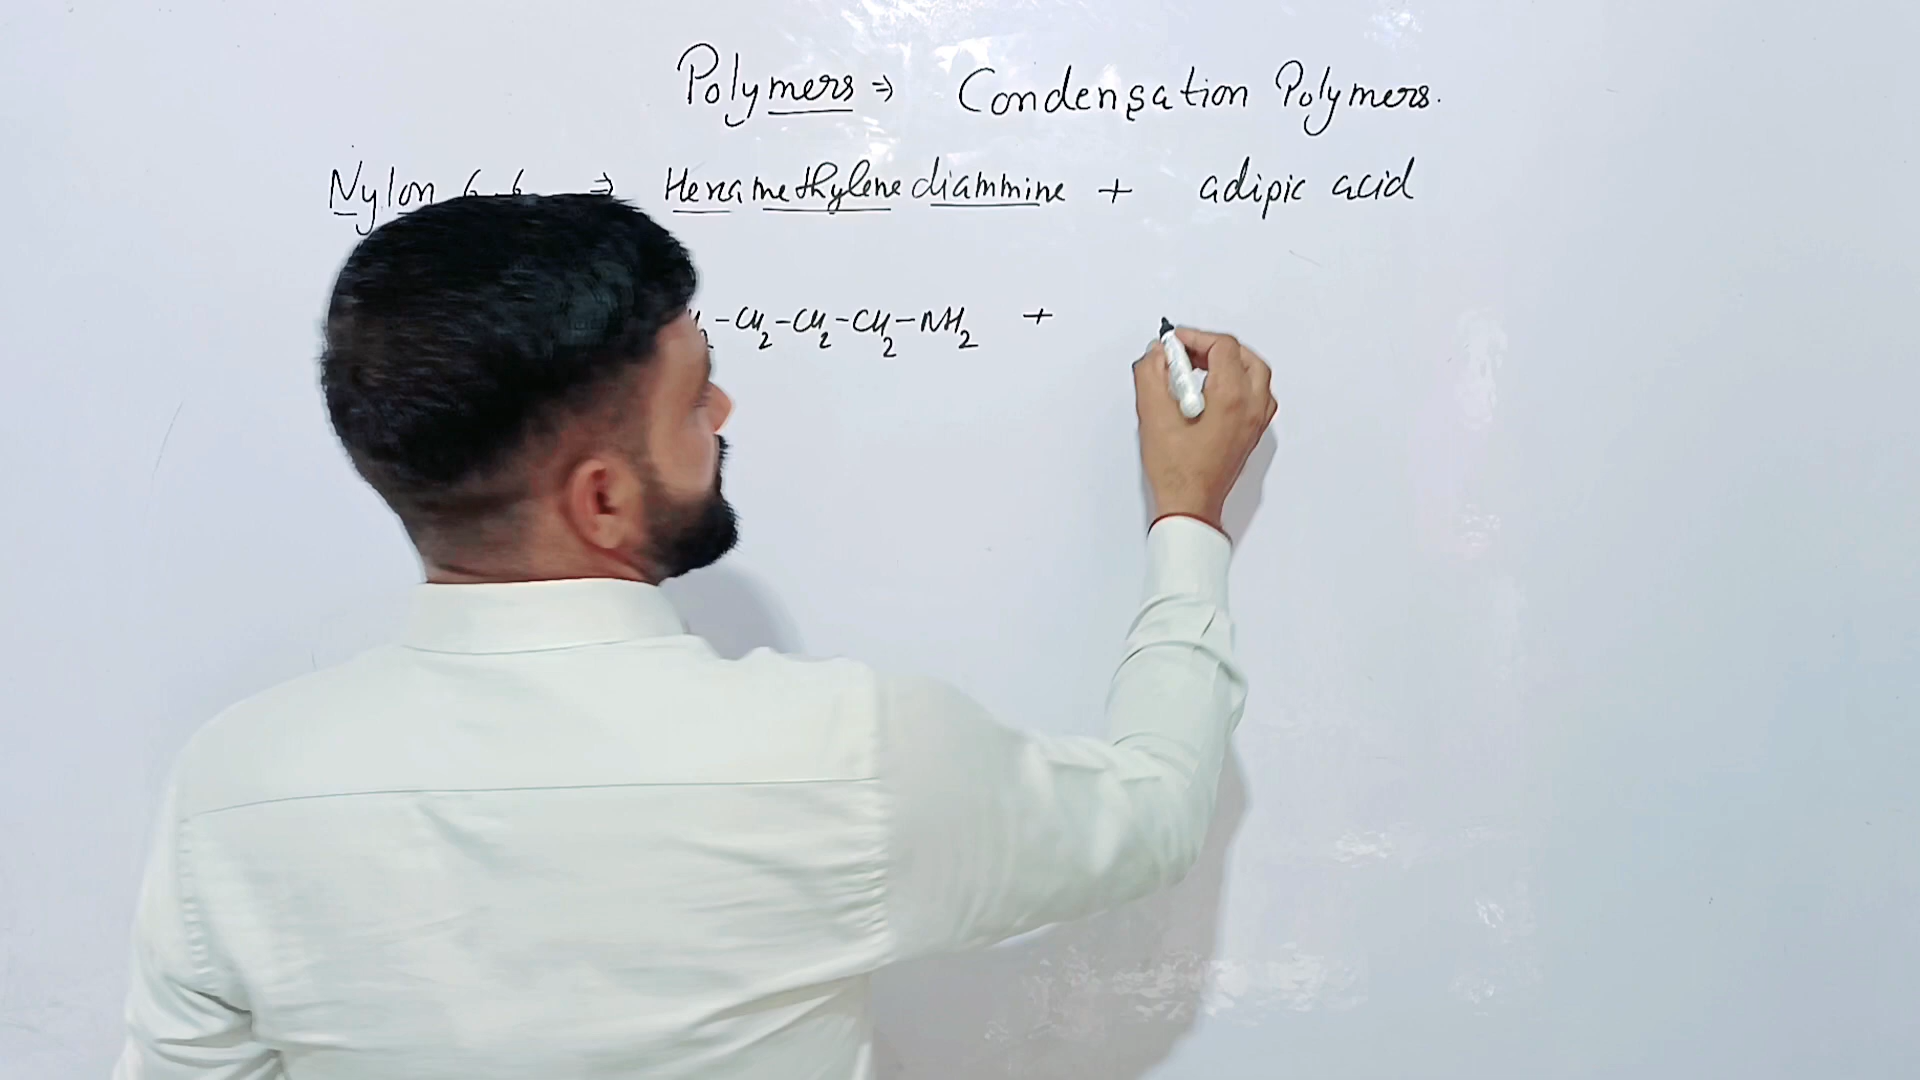 Polymers ⇒ Condensation Polymers.
Nylon 6,6 ⇒ Hexamethylene diammine + adipic acid
-CH2-CH2-CH2-NH2 +